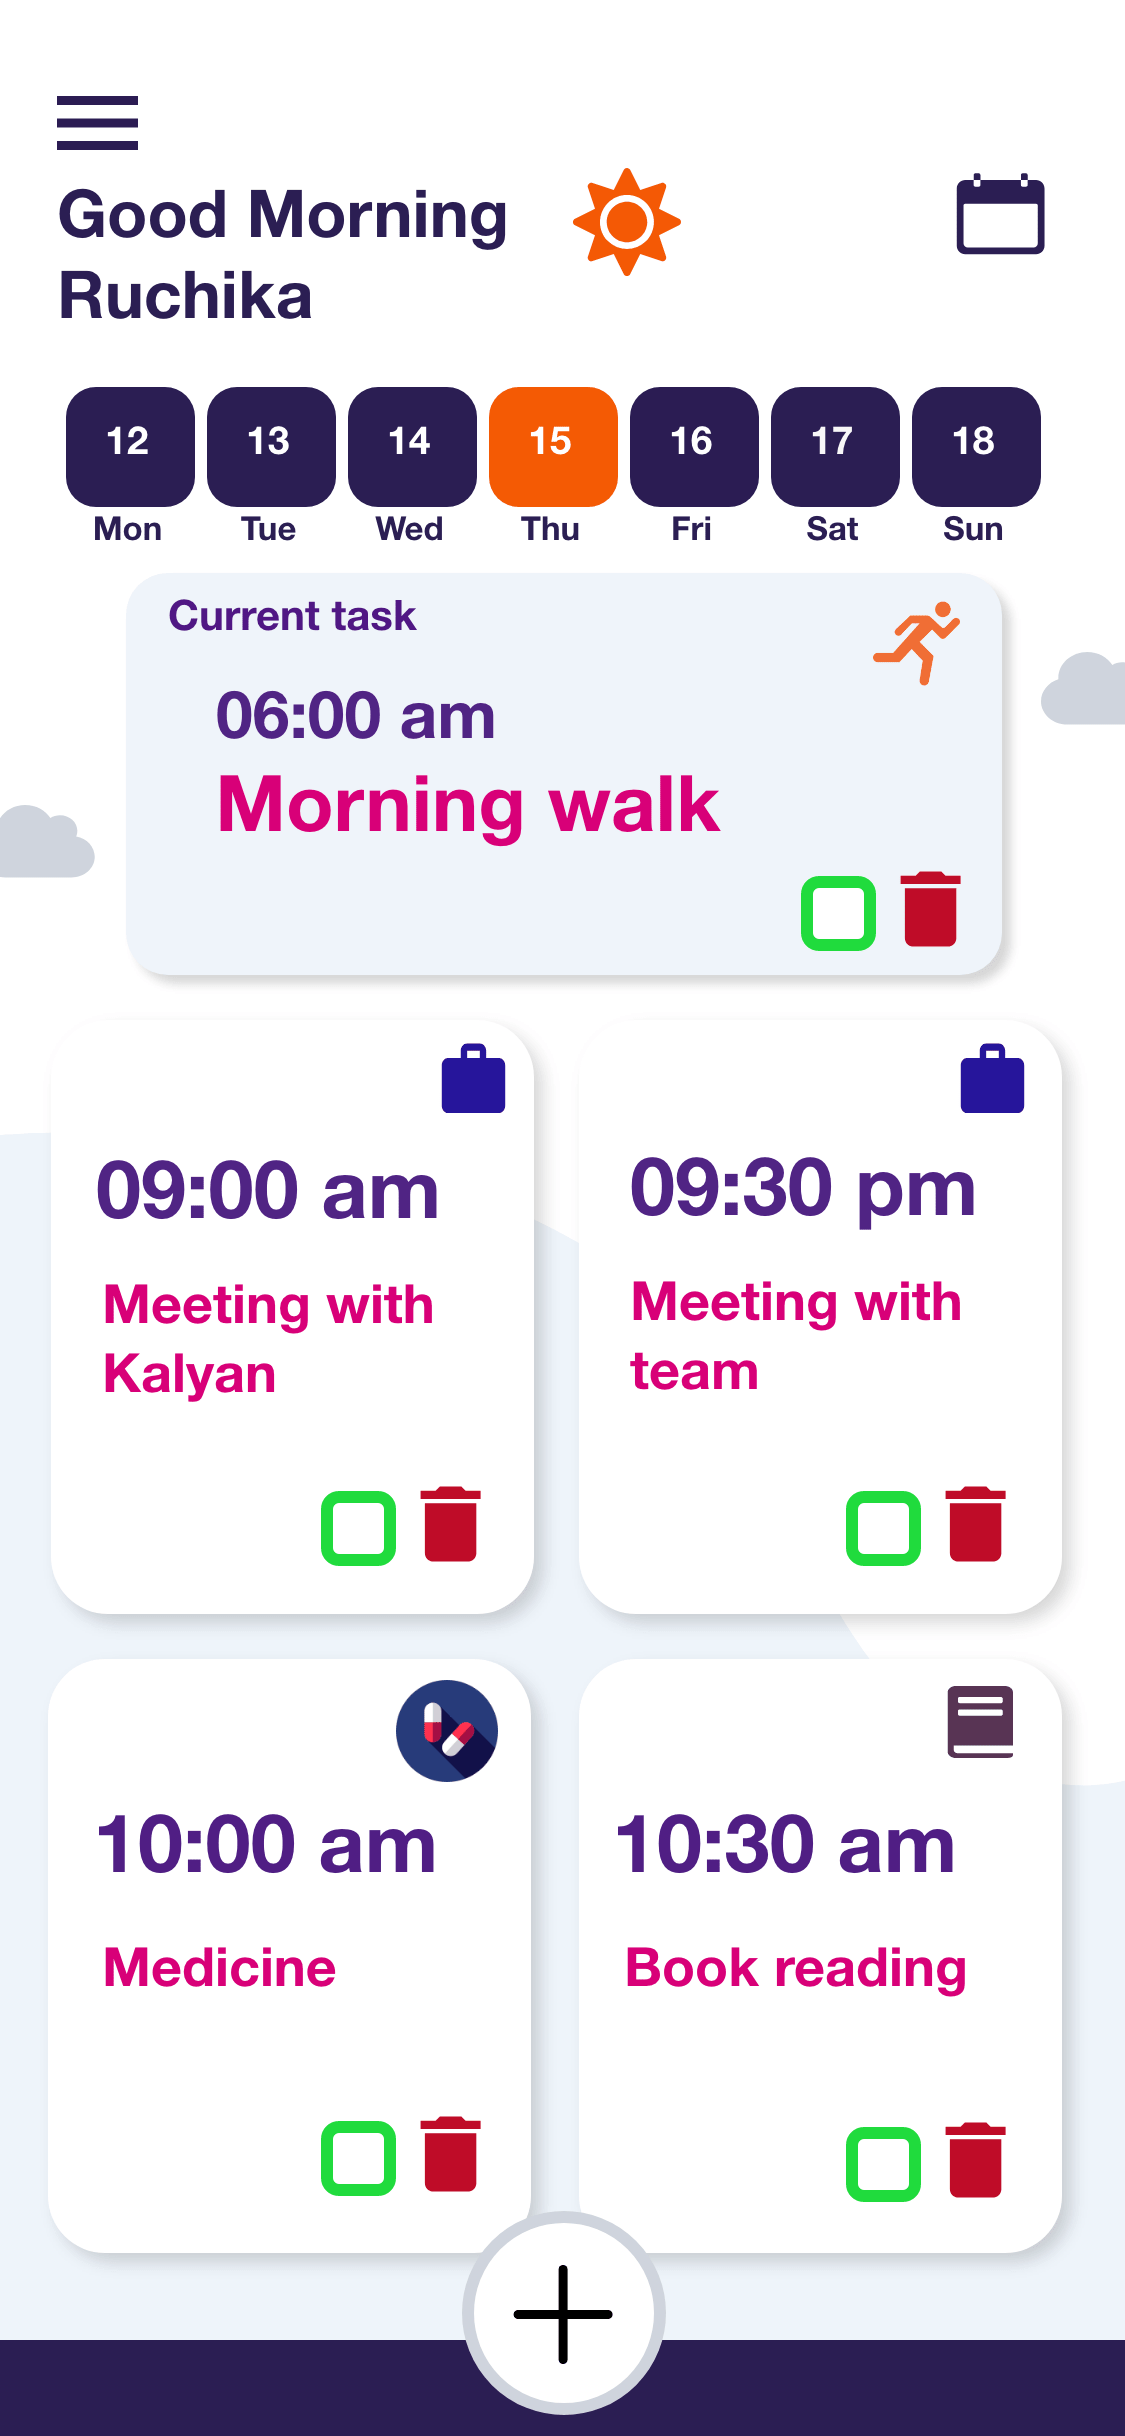 Good Morning
Ruchika
12 13 14 15 16 17 18
Mon Tue Wed Thu Fri Sat Sun
Current task
06:00 am
Morning walk
09:00 am
Meeting with
Kalyan
09:30 pm
Meeting with
team
10:00 am
Medicine
10:30 am
Book reading